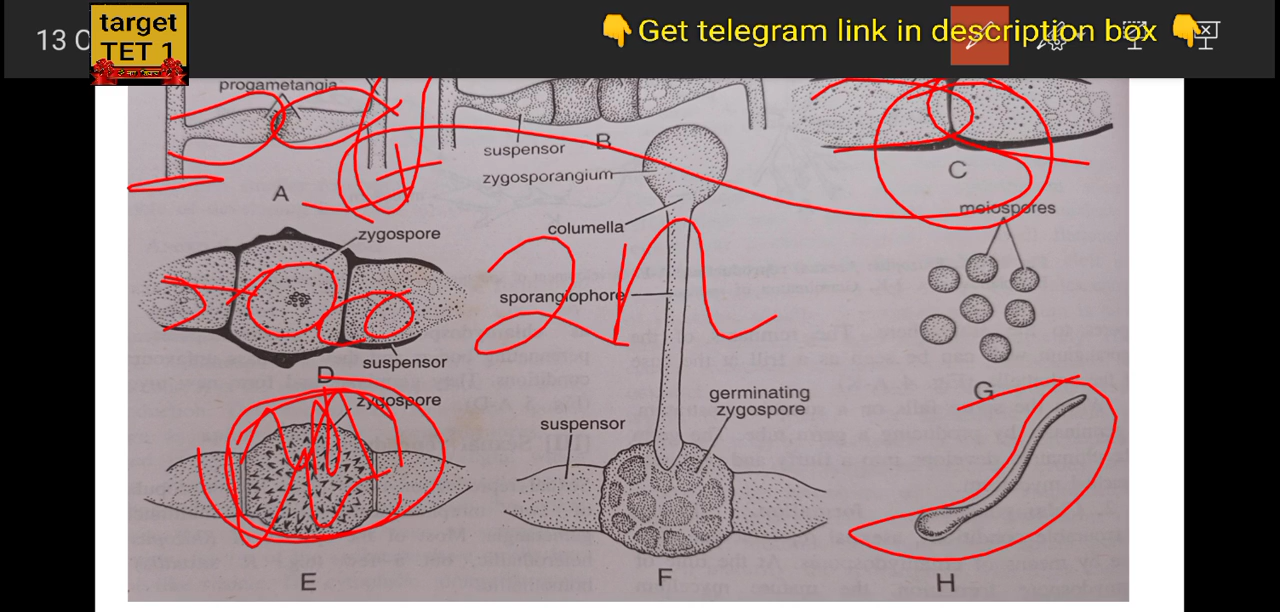 13 O
target
TET 1
👇Get telegram link in description box 👇
progametangia
suspensor
B
zygosporangium
A
C
columella
meiospores
zygospore
sporangiophore
2n
suspensor
D
G
zygospore
germinating
zygospore
suspensor
E
F
H